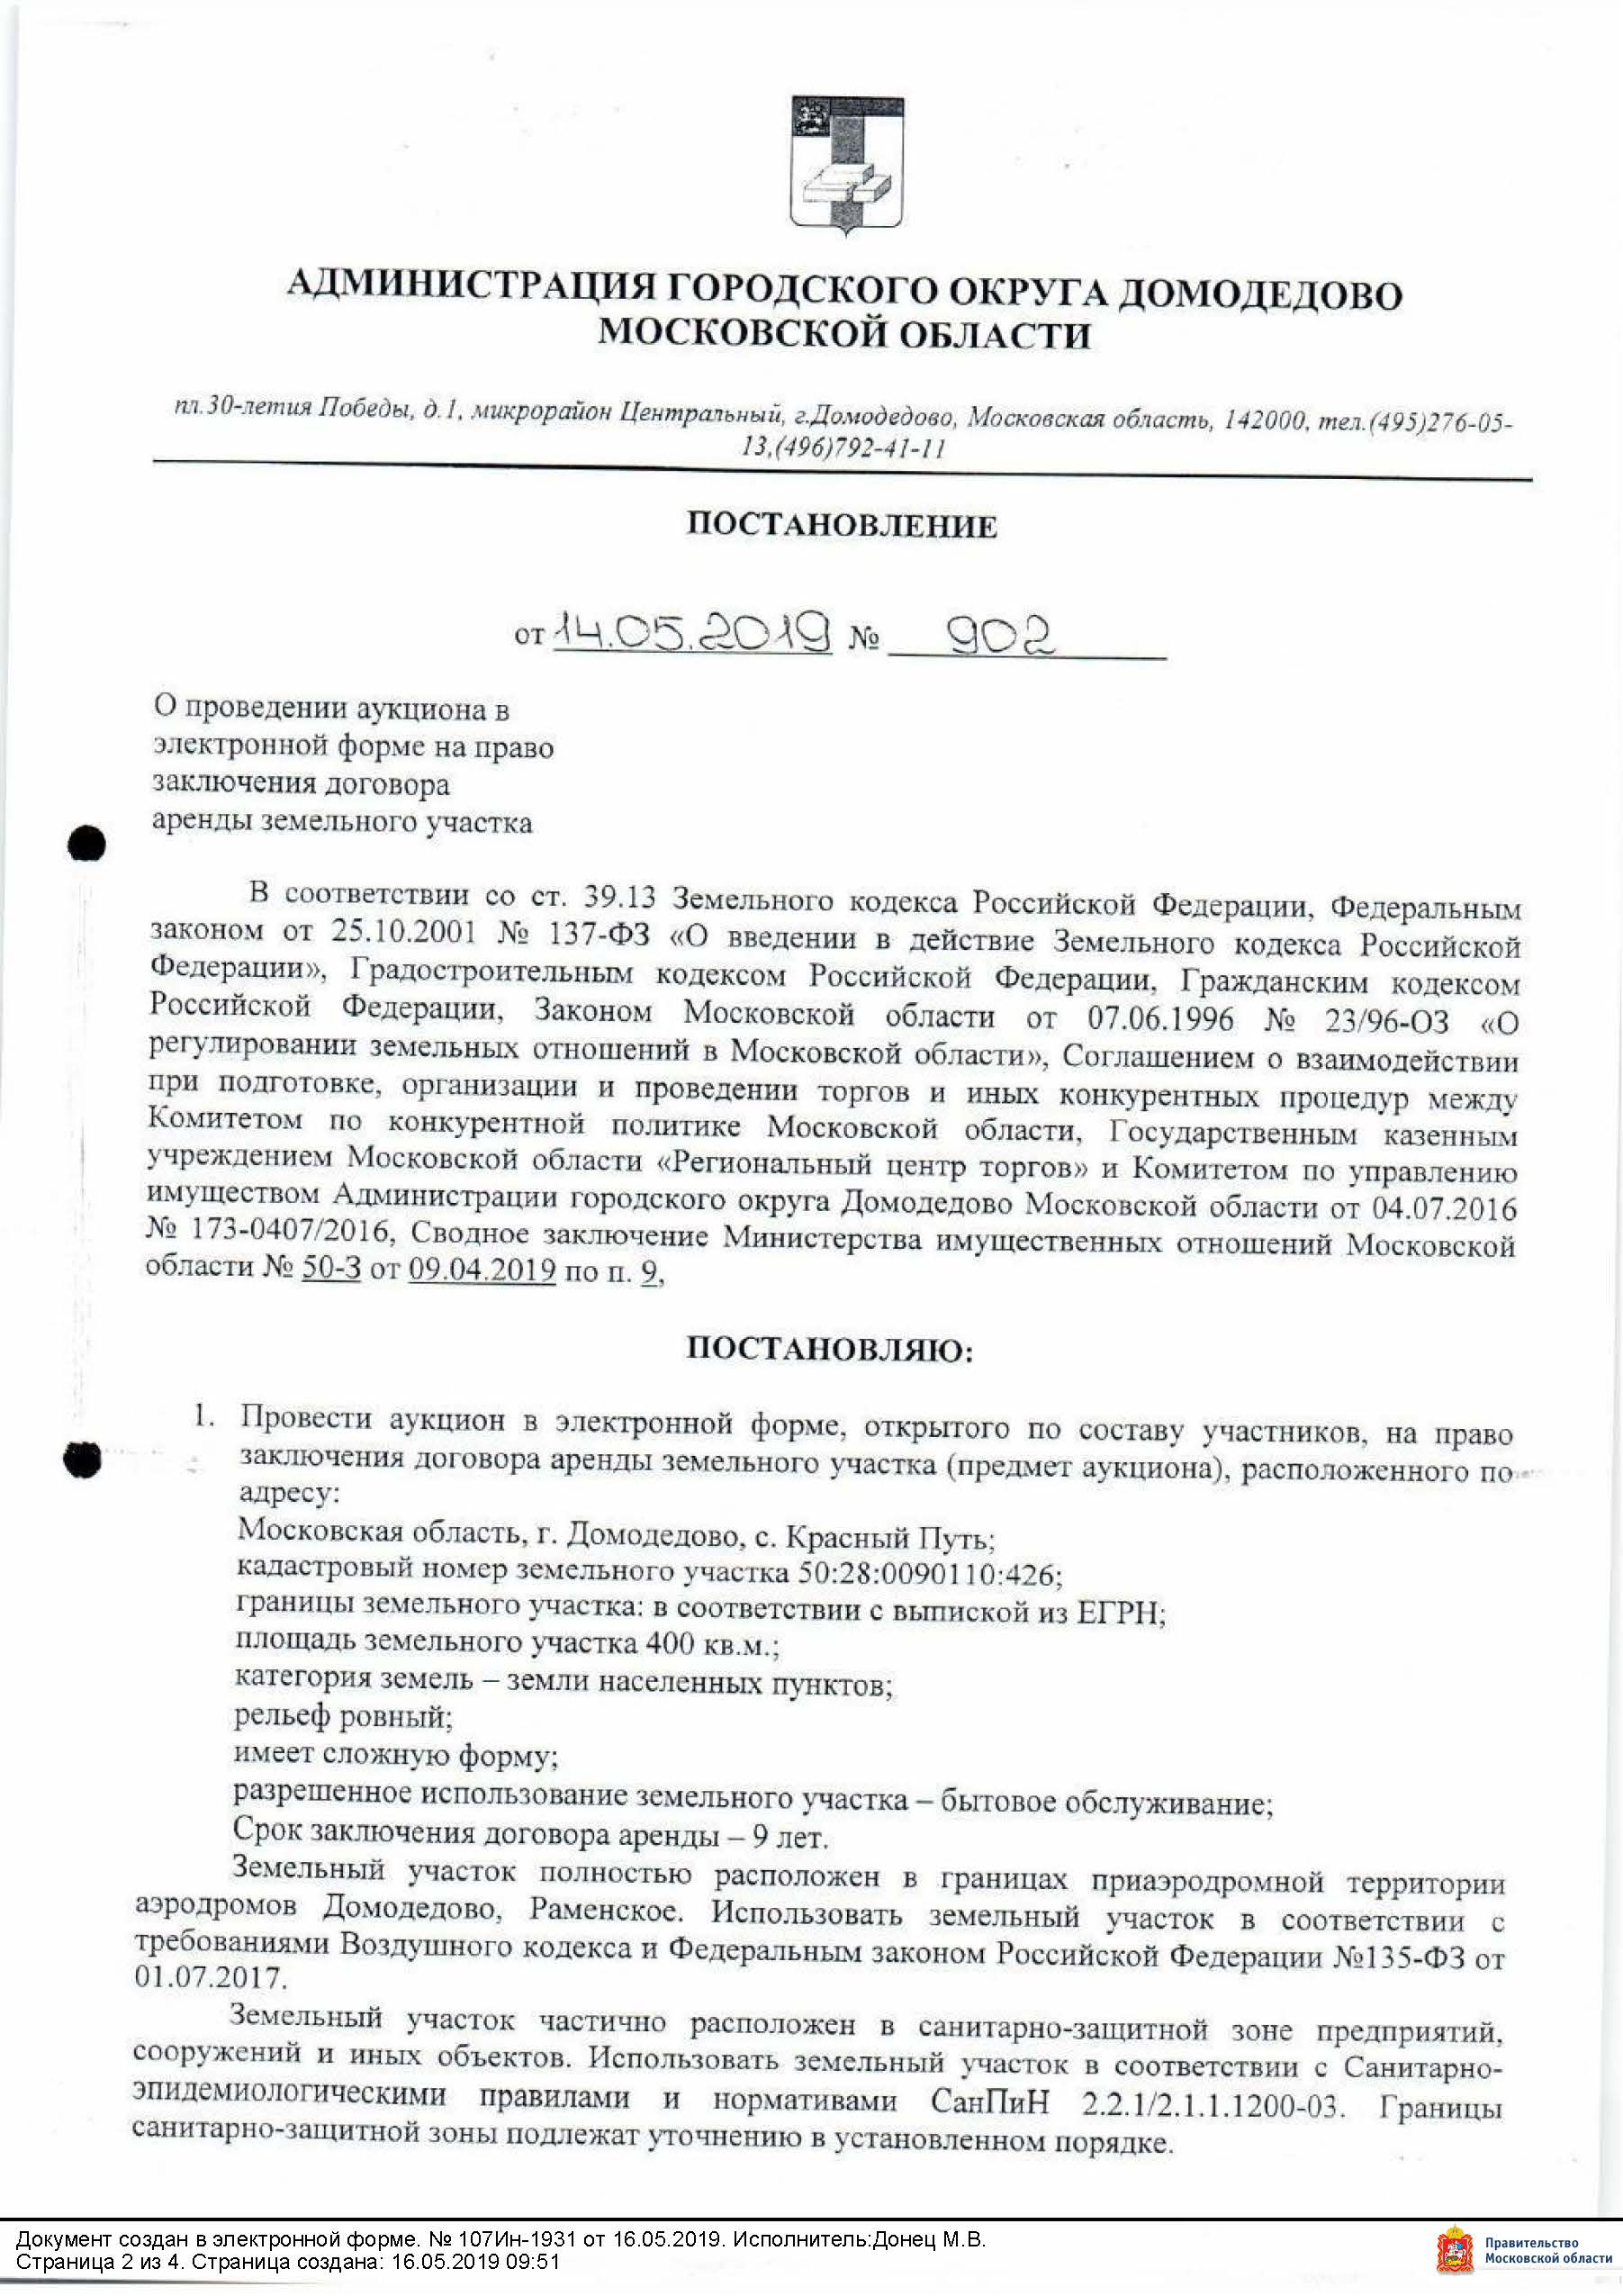 АДМИНИСТРАЦИЯ ГОРОДСКОГО ОКРУГА ДОМОДЕДОВО
МОСКОВСКОЙ ОБЛАСТИ
пл.30-летия Победы, д.1, микрорайон Центральный, г.Домодедово, Московская область, 142000, тел.(495)276-05-
13,(496)792-41-11
ПОСТАНОВЛЕНИЕ
от 14.05.2019 № 902
О проведении аукциона в
электронной форме на право
заключения договора
аренды земельного участка
В соответствии со ст. 39.13 Земельного кодекса Российской Федерации, Федеральным
законом от 25.10.2001 № 137-ФЗ «О введении в действие Земельного кодекса Российской
Федерации», Градостроительным кодексом Российской Федерации, Гражданским кодексом
Российской Федерации, Законом Московской области от 07.06.1996 № 23/96-ОЗ «О
регулировании земельных отношений в Московской области», Соглашением о взаимодействии
при подготовке, организации и проведении торгов и иных конкурентных процедур между
Комитетом по конкурентной политике Московской области, Государственным казенным
учреждением Московской области «Региональный центр торгов» и Комитетом по управлению
имуществом Администрации городского округа Домодедово Московской области от 04.07.2016
№ 173-0407/2016, Сводное заключение Министерства имущественных отношений Московской
области № 50-З от 09.04.2019 по п. 9,
ПОСТАНОВЛЯЮ:
1. Провести аукцион в электронной форме, открытого по составу участников, на право
заключения договора аренды земельного участка (предмет аукциона), расположенного по
адресу:
Московская область, г. Домодедово, с. Красный Путь;
кадастровый номер земельного участка 50:28:0090110:426;
границы земельного участка: в соответствии с выпиской из ЕГРН;
площадь земельного участка 400 кв.м.;
категория земель – земли населенных пунктов;
рельеф ровный;
имеет сложную форму;
разрешенное использование земельного участка – бытовое обслуживание;
Срок заключения договора аренды – 9 лет.
Земельный участок полностью расположен в границах приаэродромной территории
аэродромов Домодедово, Раменское. Использовать земельный участок в соответствии с
требованиями Воздушного кодекса и Федеральным законом Российской Федерации №135-ФЗ от
01.07.2017.
Земельный участок частично расположен в санитарно-защитной зоне предприятий,
сооружений и иных объектов. Использовать земельный участок в соответствии с Санитарно-
эпидемиологическими правилами и нормативами СанПиН 2.2.1/2.1.1.1200-03. Границы
санитарно-защитной зоны подлежат уточнению в установленном порядке.
Документ создан в электронной форме. № 107Ин-1931 от 16.05.2019. Исполнитель:Донец М.В.
Страница 2 из 4. Страница создана: 16.05.2019 09:51
Правительство
Московской области